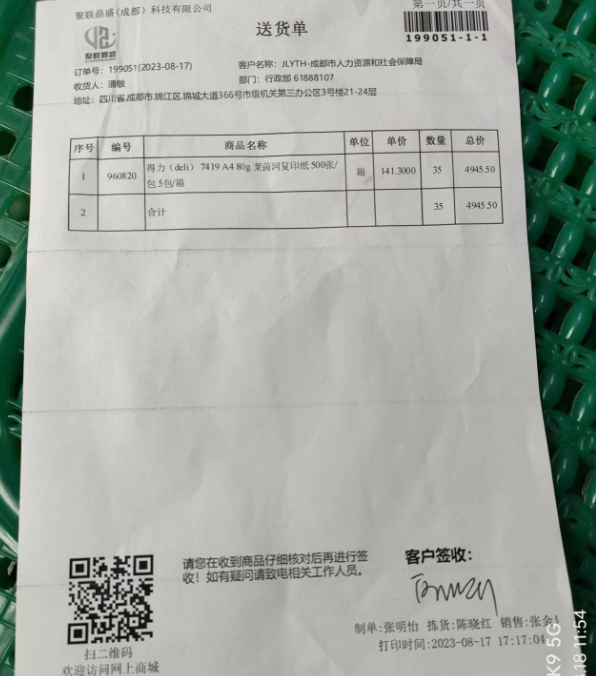 聚联鼎盛(成都)科技有限公司
第一页/共一页
送货单
199051-1-1
聚联鼎盛
订单号: 199051(2023-08-17)
客户名称: JLYTH-成都市人力资源和社会保障局
收货人: 潘敏
部门: 行政部 61888107
地址: 四川省,成都市,锦江区,锦城大道366号市级机关第三办公区3号楼21-24层
序号 编号 商品名称 单位 单价 数量 总价
1 960820 得力（deli） 7419 A4 80g 莱茵河复印纸 500张/包 5包/箱 箱 141.3000 35 4945.50
2 合计 35 4945.50
请您在收到商品仔细核对后再进行签
收！如有疑问请致电相关工作人员。
客户签收:
制单:张明怡 拣货:陈晓红 销售:张金
打印时间:2023-08-17 17:17:04
扫二维码
欢迎访问网上商城
K9 5G
.18 11:54